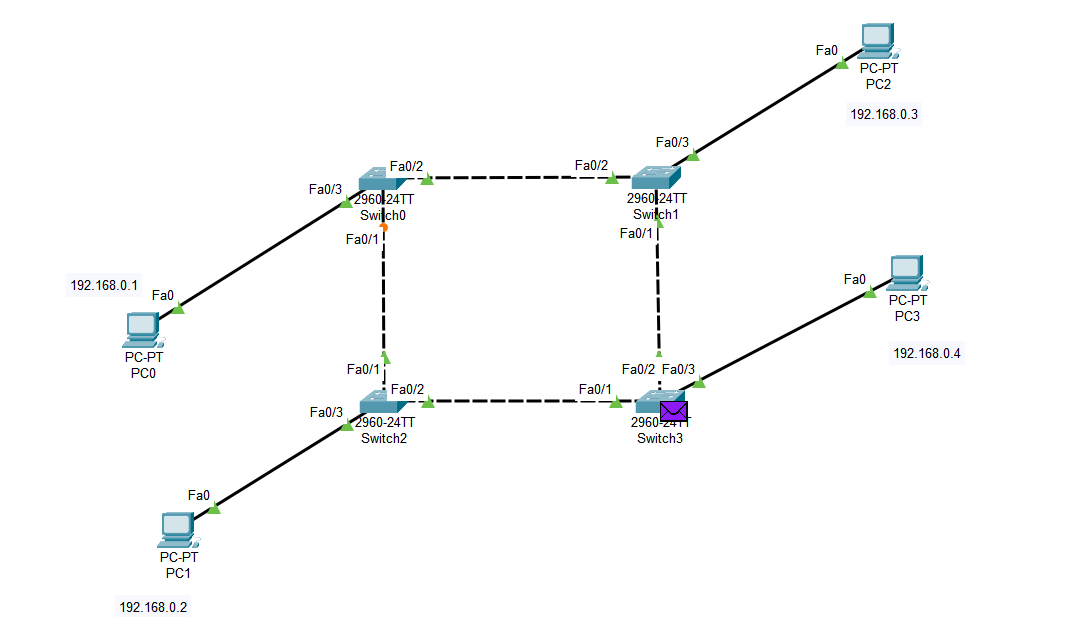 Fa0
PC-PT
PC2
192.168.0.3
Fa0/3
Fa0/2
Fa0/2
Fa0/3
2960-24TT
Switch0
2960-24TT
Switch1
Fa0/1
Fa0/1
192.168.0.1
Fa0
PC-PT
PC0
Fa0
PC-PT
PC3
192.168.0.4
Fa0/1
Fa0/2
Fa0/1
Fa0/2
Fa0/3
Fa0/3
2960-24TT
Switch2
2960-24TT
Switch3
Fa0
PC-PT
PC1
192.168.0.2